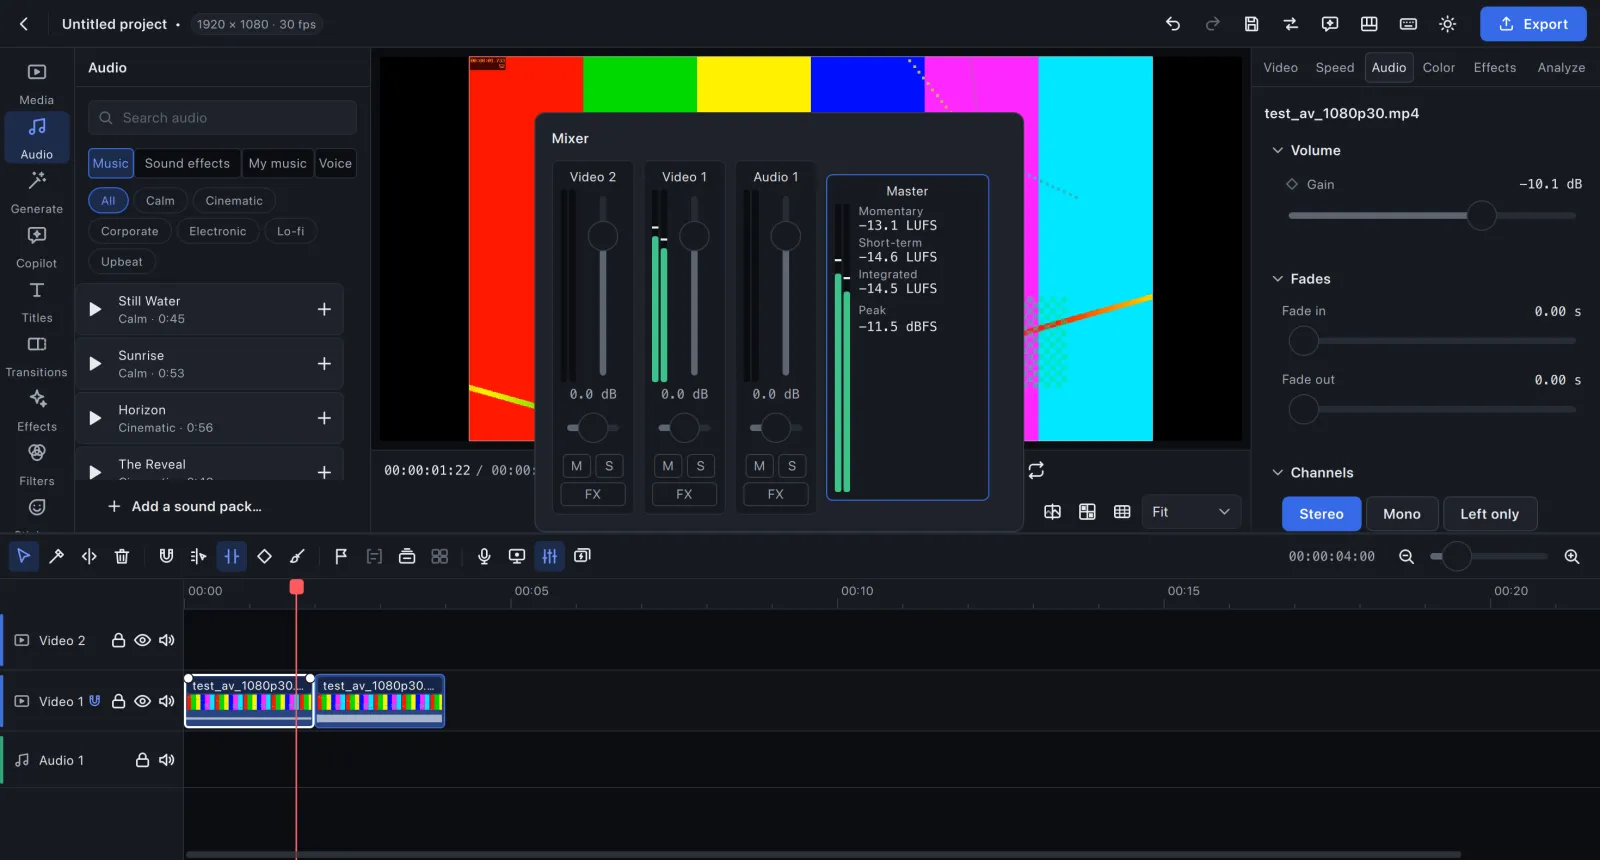 Untitled project •
1920 × 1080 · 30 fps
Export
Media
Audio
Generate
Copilot
Titles
Transitions
Effects
Filters
Audio
Search audio
Music
Sound effects
My music
Voice
All
Calm
Cinematic
Corporate
Electronic
Lo-fi
Upbeat
Still Water
Calm · 0:45
Sunrise
Calm · 0:53
Horizon
Cinematic · 0:56
The Reveal
Add a sound pack...
Mixer
Video 2
0.0 dB
M S
FX
Video 1
0.0 dB
M S
FX
Audio 1
0.0 dB
M S
FX
Master
Momentary
−13.1 LUFS
Short-term
−14.6 LUFS
Integrated
−14.5 LUFS
Peak
−11.5 dBFS
00:00:01:22 / 00:00:
Fit
Video
Speed
Audio
Color
Effects
Analyze
test_av_1080p30.mp4
Volume
Gain
−10.1 dB
Fades
Fade in
0.00 s
Fade out
0.00 s
Channels
Stereo
Mono
Left only
00:00:04:00
00:00
00:05
00:10
00:15
00:20
Video 2
Video 1
test_av_1080p30....
test_av_1080p30....
Audio 1